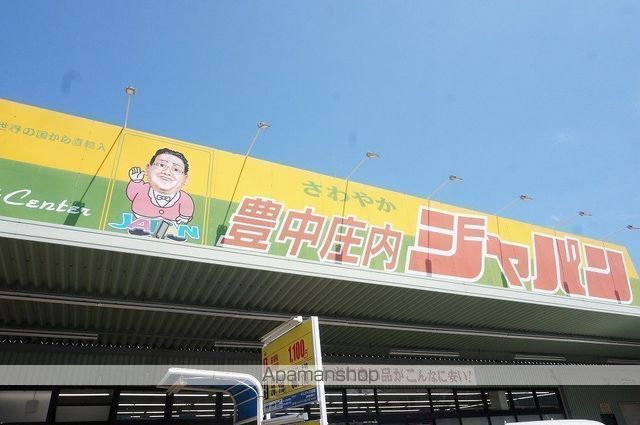 世界の国から直輸入
Center
JAPAN
さわやか
豊中庄内
ジャパン
1,100
品がこんなに安い!
Apamanshop